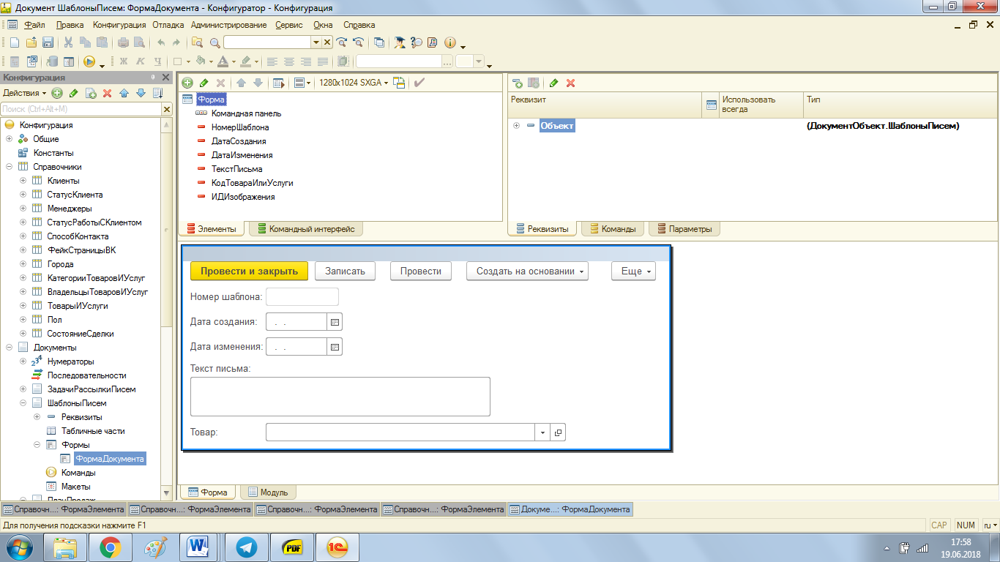 Документ ШаблоныПисем: ФормаДокумента - Конфигуратор - Конфигурация
Файл Правка Конфигурация Отладка Администрирование Сервис Окна Справка
Ж К Ч А
Конфигурация
Действия
Поиск (Ctrl+Alt+M)
Конфигурация
Общие
Константы
Справочники
Клиенты
СтатусКлиента
Менеджеры
СтатусРаботыСКлиентом
СпособКонтакта
ФейкСтраницыВК
Города
КатегорииТоваровИУслуг
ВладельцыТоваровИУслуг
ТоварыИУслуги
Пол
СостояниеСделки
Документы
Нумераторы
Последовательности
ЗадачиРассылкиПисем
ШаблоныПисем
Реквизиты
Табличные части
Формы
ФормаДокумента
Команды
Макеты
ПланПродаж
1280x1024 SXGA
Форма
Командная панель
НомерШаблона
ДатаСоздания
ДатаИзменения
ТекстПисьма
КодТовараИлиУслуги
ИДИзображения
Элементы Командный интерфейс
Реквизит Использовать всегда Тип
Объект (ДокументОбъект.ШаблоныПисем)
Реквизиты Команды Параметры
Провести и закрыть Записать Провести Создать на основании Еще
Номер шаблона:
Дата создания: . .
Дата изменения: . .
Текст письма:
Товар:
Форма Модуль
Справочн...: ФормаЭлемента Справочн...: ФормаЭлемента Справочн...: ФормаЭлемента Справочн...: ФормаЭлемента Докуме...: ФормаДокумента
Для получения подсказки нажмите F1 CAP NUM ru
W PDF 1C
17:58
19.06.2018